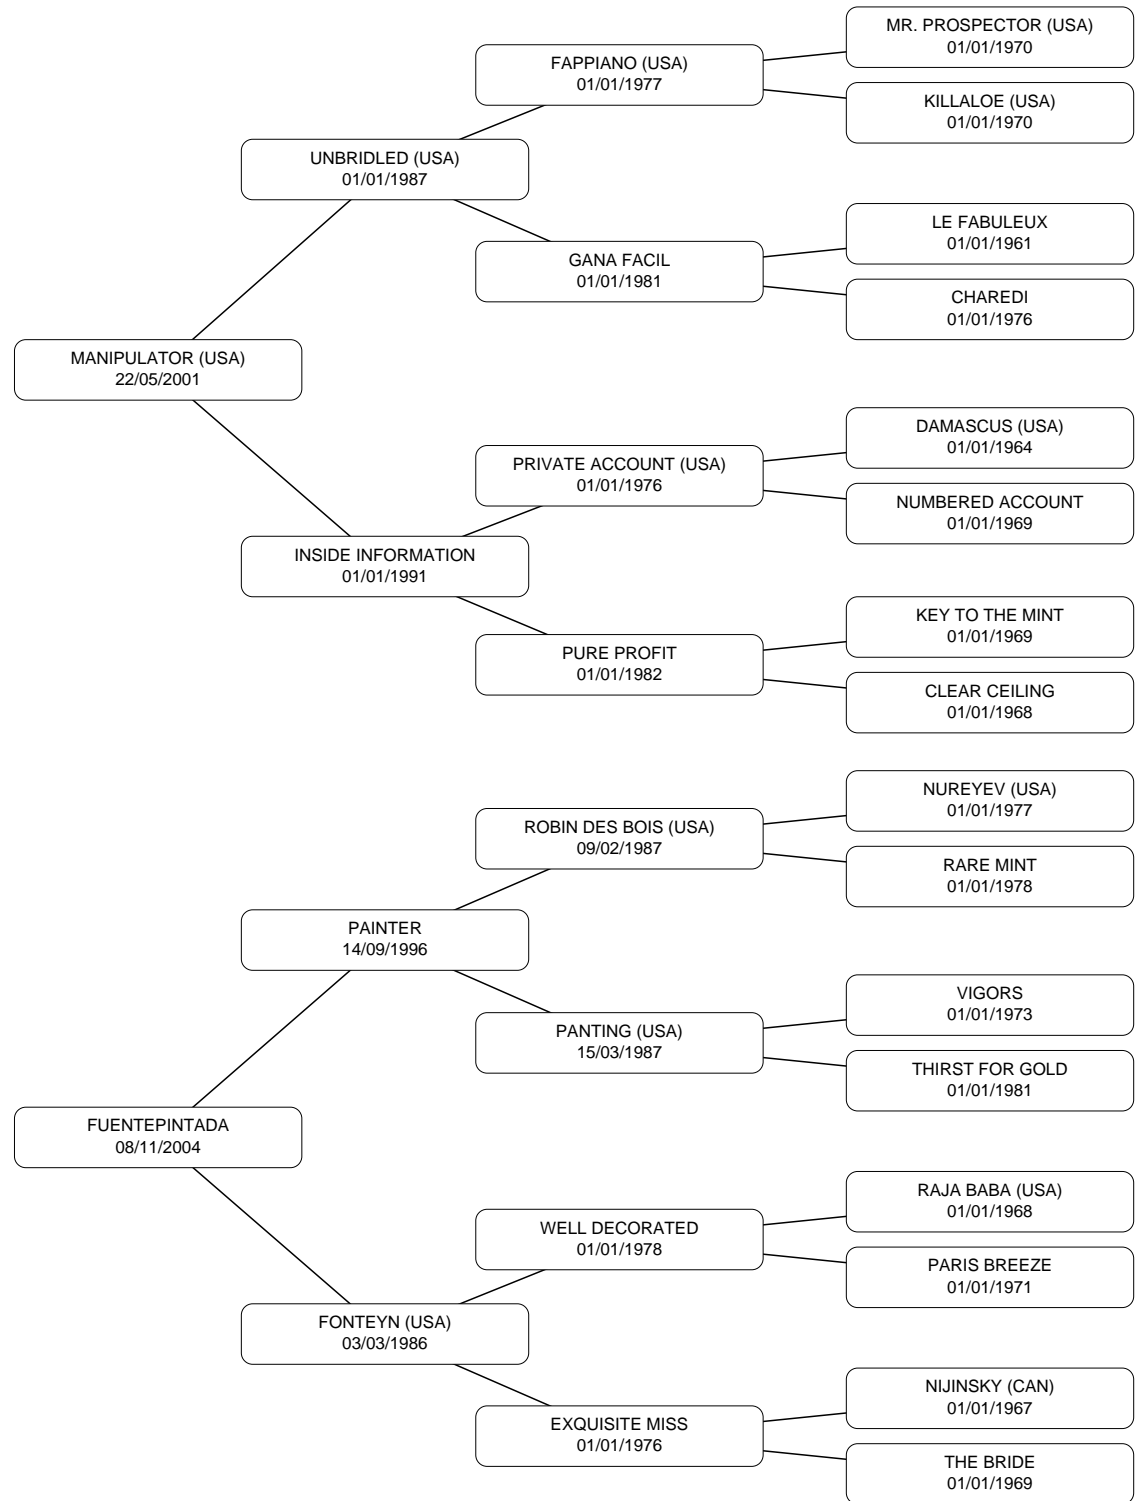 MR. PROSPECTOR (USA)
01/01/1970
FAPPIANO (USA)
01/01/1977
KILLALOE (USA)
01/01/1970
UNBRIDLED (USA)
01/01/1987
LE FABULEUX
01/01/1961
GANA FACIL
01/01/1981
CHAREDI
01/01/1976
MANIPULATOR (USA)
22/05/2001
DAMASCUS (USA)
01/01/1964
PRIVATE ACCOUNT (USA)
01/01/1976
NUMBERED ACCOUNT
01/01/1969
INSIDE INFORMATION
01/01/1991
KEY TO THE MINT
01/01/1969
PURE PROFIT
01/01/1982
CLEAR CEILING
01/01/1968
NUREYEV (USA)
01/01/1977
ROBIN DES BOIS (USA)
09/02/1987
RARE MINT
01/01/1978
PAINTER
14/09/1996
VIGORS
01/01/1973
PANTING (USA)
15/03/1987
THIRST FOR GOLD
01/01/1981
FUENTEPINTADA
08/11/2004
RAJA BABA (USA)
01/01/1968
WELL DECORATED
01/01/1978
PARIS BREEZE
01/01/1971
FONTEYN (USA)
03/03/1986
NIJINSKY (CAN)
01/01/1967
EXQUISITE MISS
01/01/1976
THE BRIDE
01/01/1969